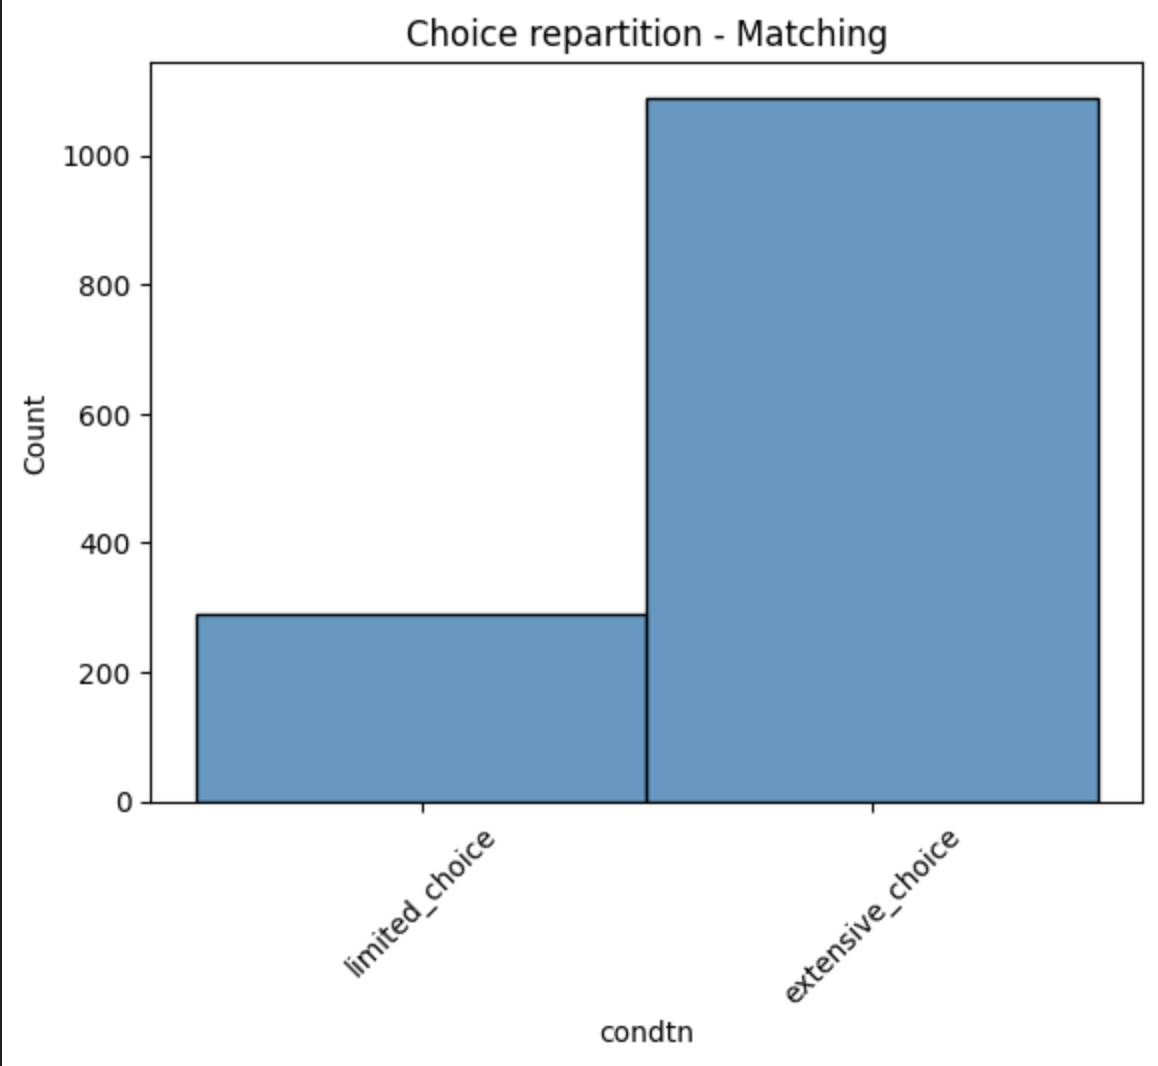 Choice repartition - Matching
Count
1000
800
600
400
200
0
limited_choice
extensive_choice
condtn